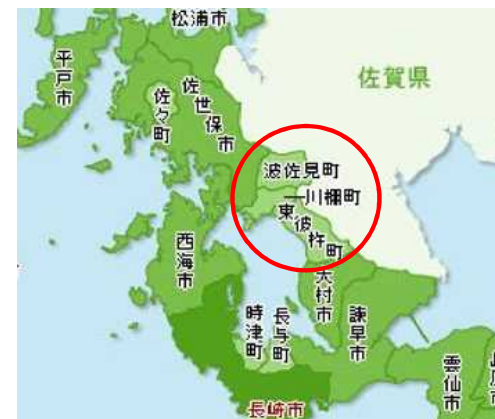 松浦市
平戸市
佐々町
佐世保市
佐賀県
波佐見町
川棚町
東彼杵町
西海市
大村市
時津町
長与町
諫早市
雲仙市
長崎市